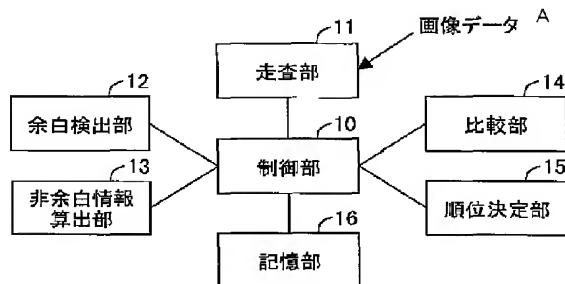 11
画像データ A
走査部
12
余白検出部
10
制御部
14
比較部
13
非余白情報
算出部
15
順位決定部
16
記憶部